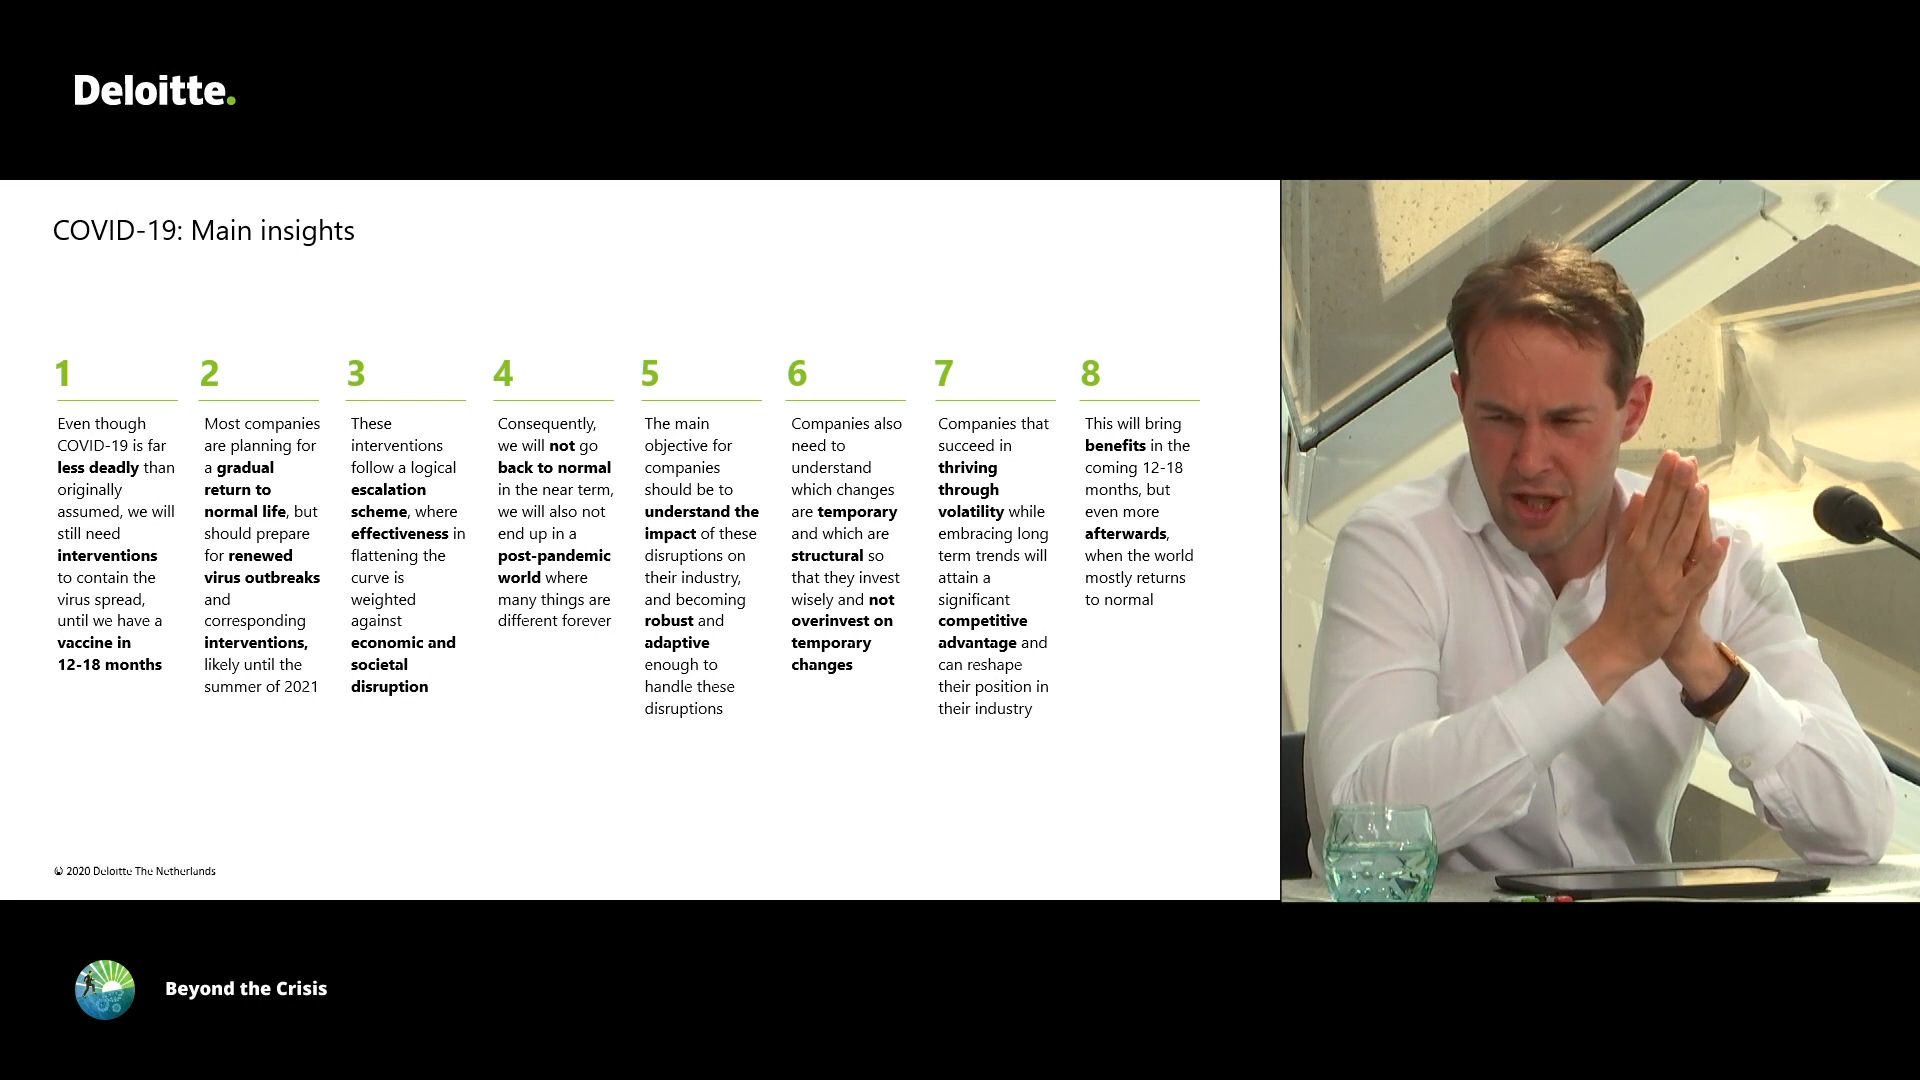 Deloitte.
COVID-19: Main insights
1
Even though
COVID-19 is far
less deadly than
originally
assumed, we will
still need
interventions
to contain the
virus spread,
until we have a
vaccine in
12-18 months
2
Most companies
are planning for
a gradual
return to
normal life, but
should prepare
for renewed
virus outbreaks
and
corresponding
interventions,
likely until the
summer of 2021
3
These
interventions
follow a logical
escalation
scheme, where
effectiveness in
flattening the
curve is
weighted
against
economic and
societal
disruption
4
Consequently,
we will not go
back to normal
in the near term,
we will also not
end up in a
post-pandemic
world where
many things are
different forever
5
The main
objective for
companies
should be to
understand the
impact of these
disruptions on
their industry,
and becoming
robust and
adaptive
enough to
handle these
disruptions
6
Companies also
need to
understand
which changes
are temporary
and which are
structural so
that they invest
wisely and not
overinvest on
temporary
changes
7
Companies that
succeed in
thriving
through
volatility while
embracing long
term trends will
attain a
significant
competitive
advantage and
can reshape
their position in
their industry
8
This will bring
benefits in the
coming 12-18
months, but
even more
afterwards,
when the world
mostly returns
to normal
© 2020 Deloitte The Netherlands
Beyond the Crisis